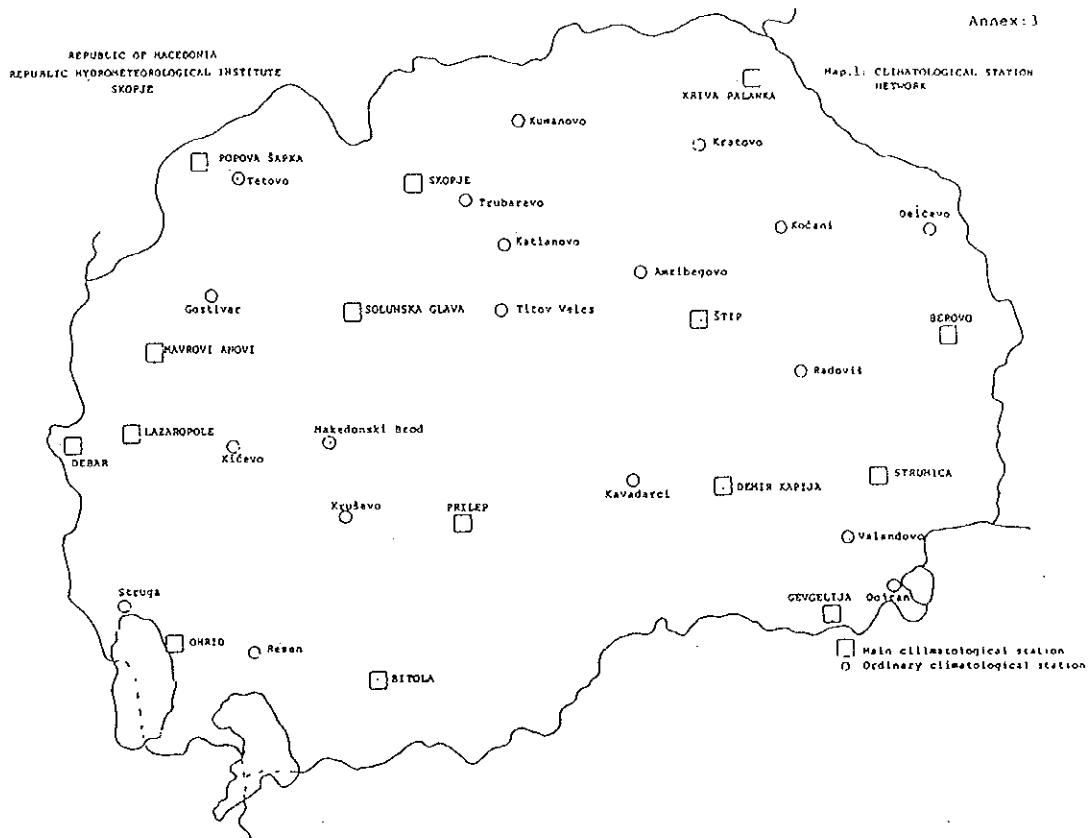 Annex:3
REPUBLIC OF MACEDONIA
REPUBLIC HYDROMETEOROLOGICAL INSTITUTE
SKOPJE
Map.1: CLIMATOLOGICAL STATION
NETWORK
KRIVA PALANKA
Kumanovo
Kratovo
POPOVA ŠAPKA
Tetovo
SKOPJE
Trubarevo
Katlanovo
Kočani
Delčevo
Amzibegovo
Gostivar
SOLUNSKA GLAVA
Titov Veles
ŠTIP
BEROVO
MAVROVI ANOVI
Radoviš
LAZAROPOLE
DEBAR
Kičevo
Makedonski Brod
Kavadarci
DEMIR KAPIJA
STRUMICA
Kruševo
PRILEP
Valandovo
Struga
GEVGELIJA
Dojran
OHRID
Resen
BITOLA
Main cilimatological station
Ordinary climatological station